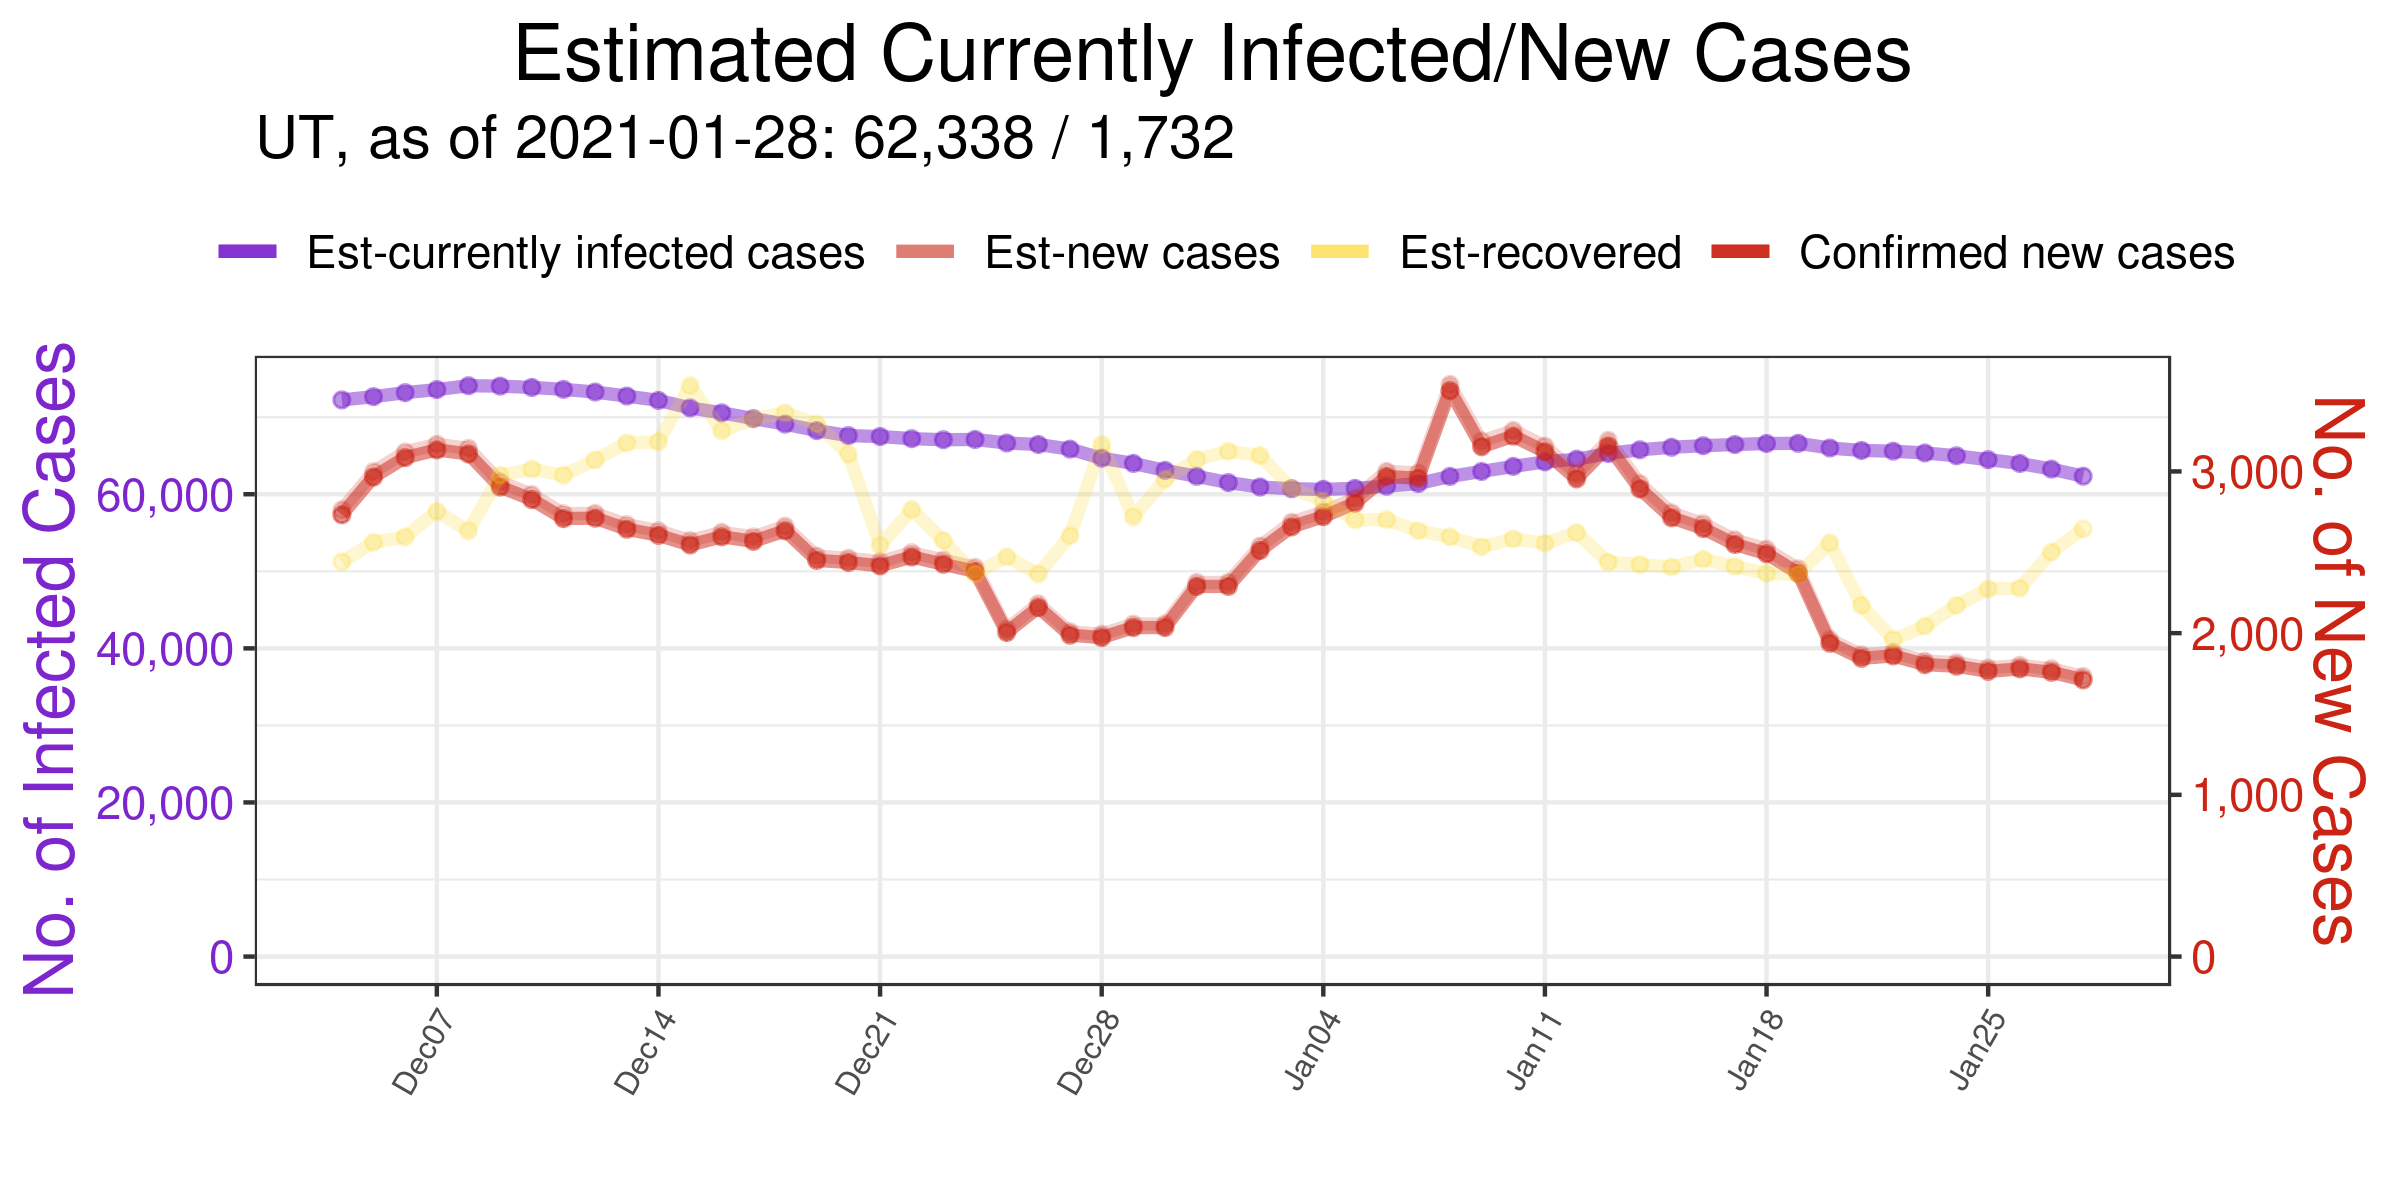 Estimated Currently Infected/New Cases
UT, as of 2021-01-28: 62,338 / 1,732
Est-currently infected cases Est-new cases Est-recovered Confirmed new cases
No. of Infected Cases
60,000
40,000
20,000
0
3,000
2,000
1,000
0
No. of New Cases
Dec07 Dec14 Dec21 Dec28 Jan04 Jan11 Jan18 Jan25